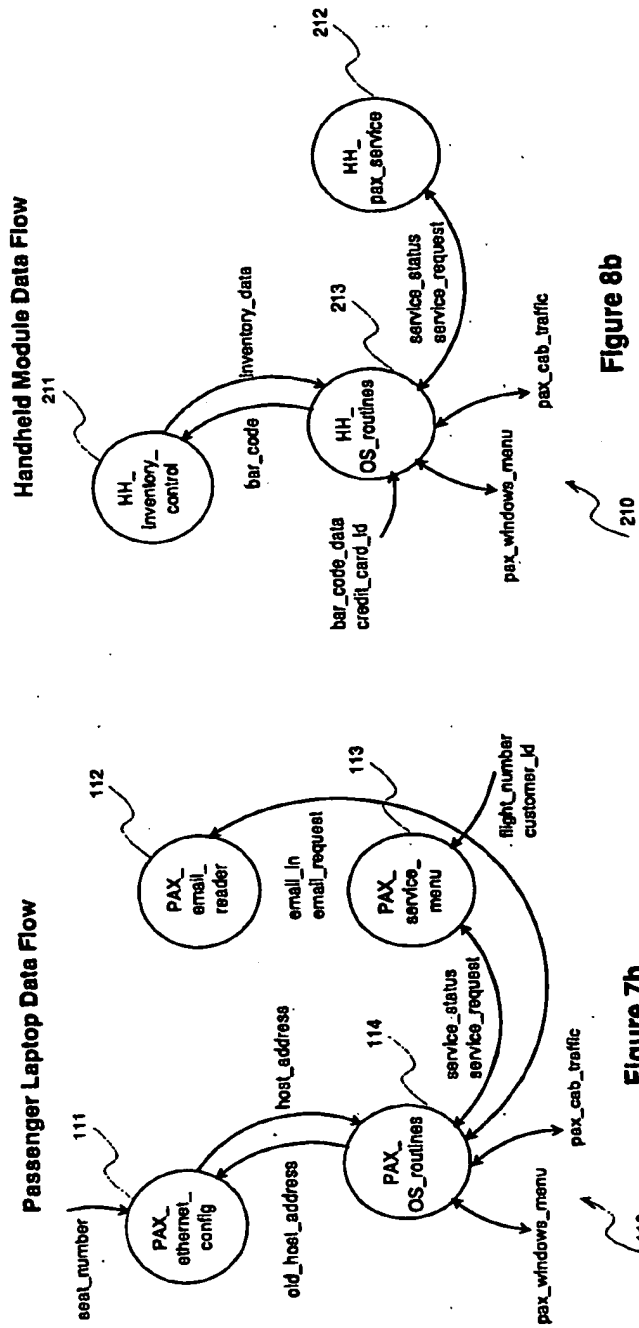 Passenger Laptop Data Flow
seat_number
111
PAX_
ethernet_
config
host_address
old_host_address
112
PAX_
email_
reader
email_in
email_request
113
PAX_
service_
menu
flight_number
customer_id
service_status
service_request
114
PAX_
OS_routines
pax_windows_menu
pax_cab_traffic
Figure 7b
Handheld Module Data Flow
211
HH_
inventory_
control
inventory_data
bar_code
212
HH_
pax_service
service_status
service_request
213
HH_
OS_routines
bar_code_data
credit_card_id
pax_windows_menu
pax_cab_traffic
210
Figure 8b